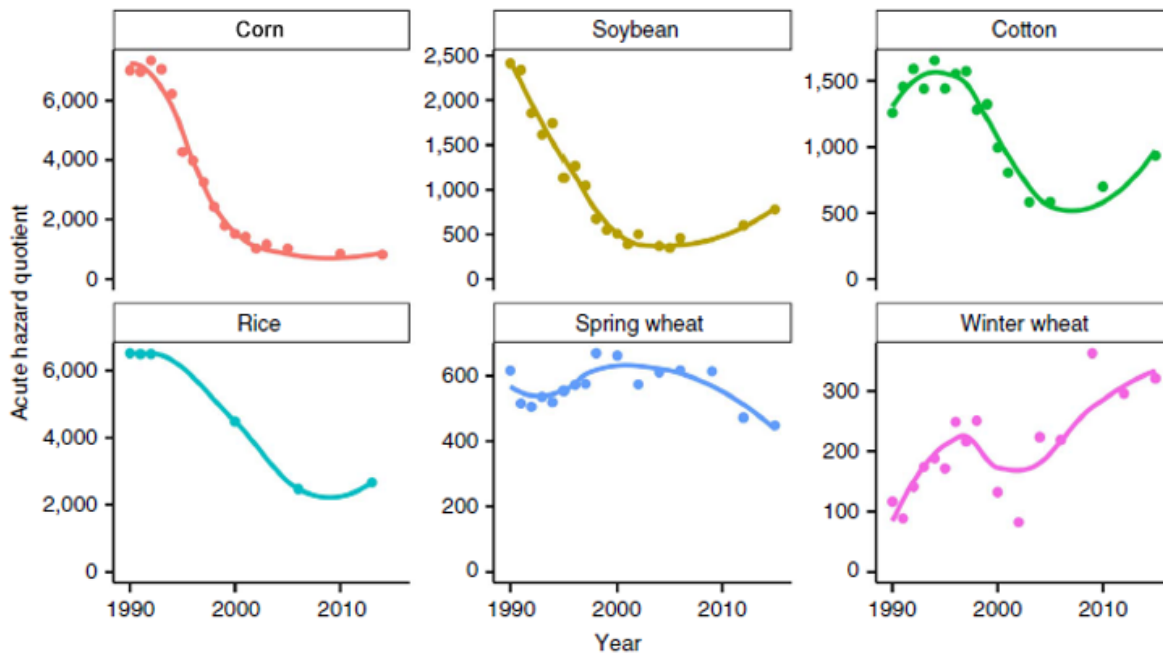 Corn
Soybean
Cotton
6,000
4,000
2,000
0
2,500
2,000
1,500
1,000
500
0
1,500
1,000
500
0
Acute hazard quotient
Rice
Spring wheat
Winter wheat
6,000
4,000
2,000
0
600
400
200
0
300
200
100
0
1990 2000 2010
1990 2000 2010
1990 2000 2010
Year